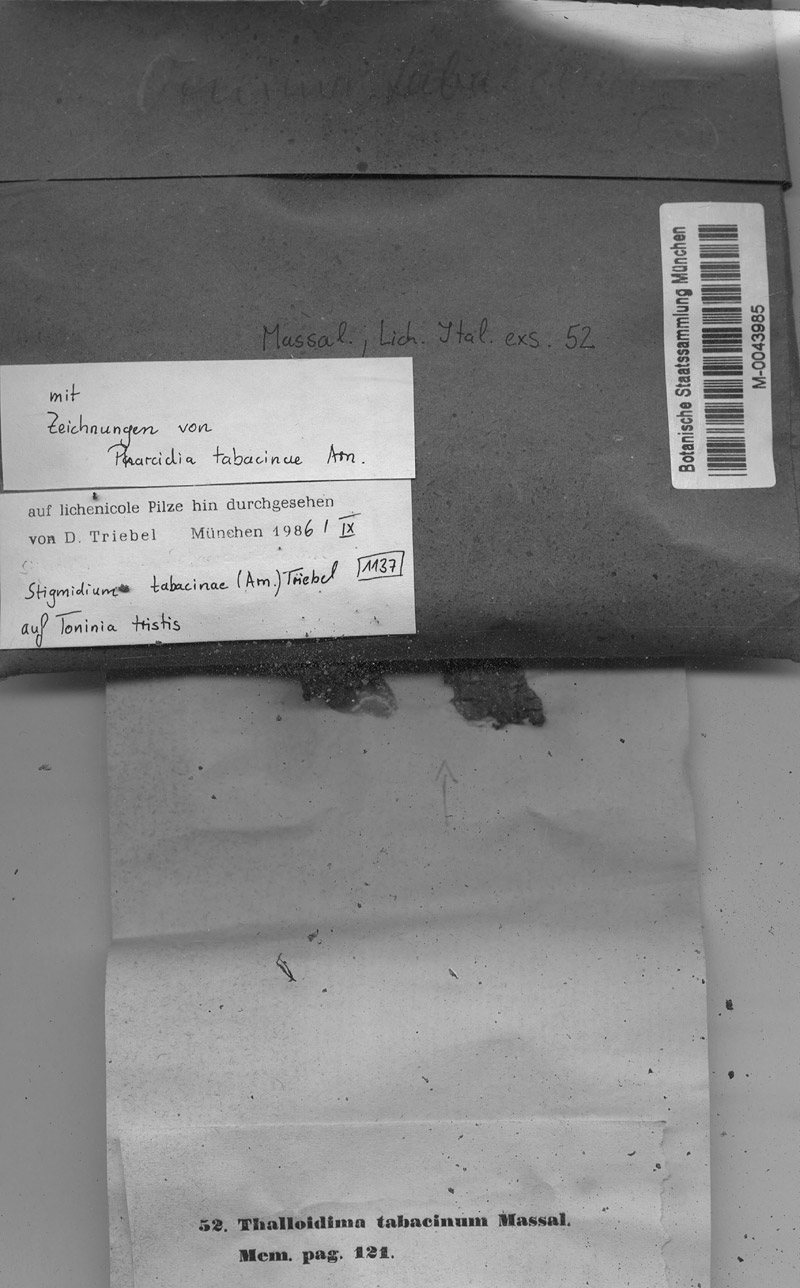 Massal., Lich. Ital. exs. 52
Botanische Staatssammlung München
M-0043985
mit
Zeichnungen von
Pharcidia tabacinae Arn.
auf lichenicole Pilze hin durchgesehen
von D. Triebel München 1986 / IX
Stigmidium tabacinae (Arn.) Triebel 1137
auf Toninia tristis
52. Thalloidima tabacinum Massal.
Mem. pag. 121.